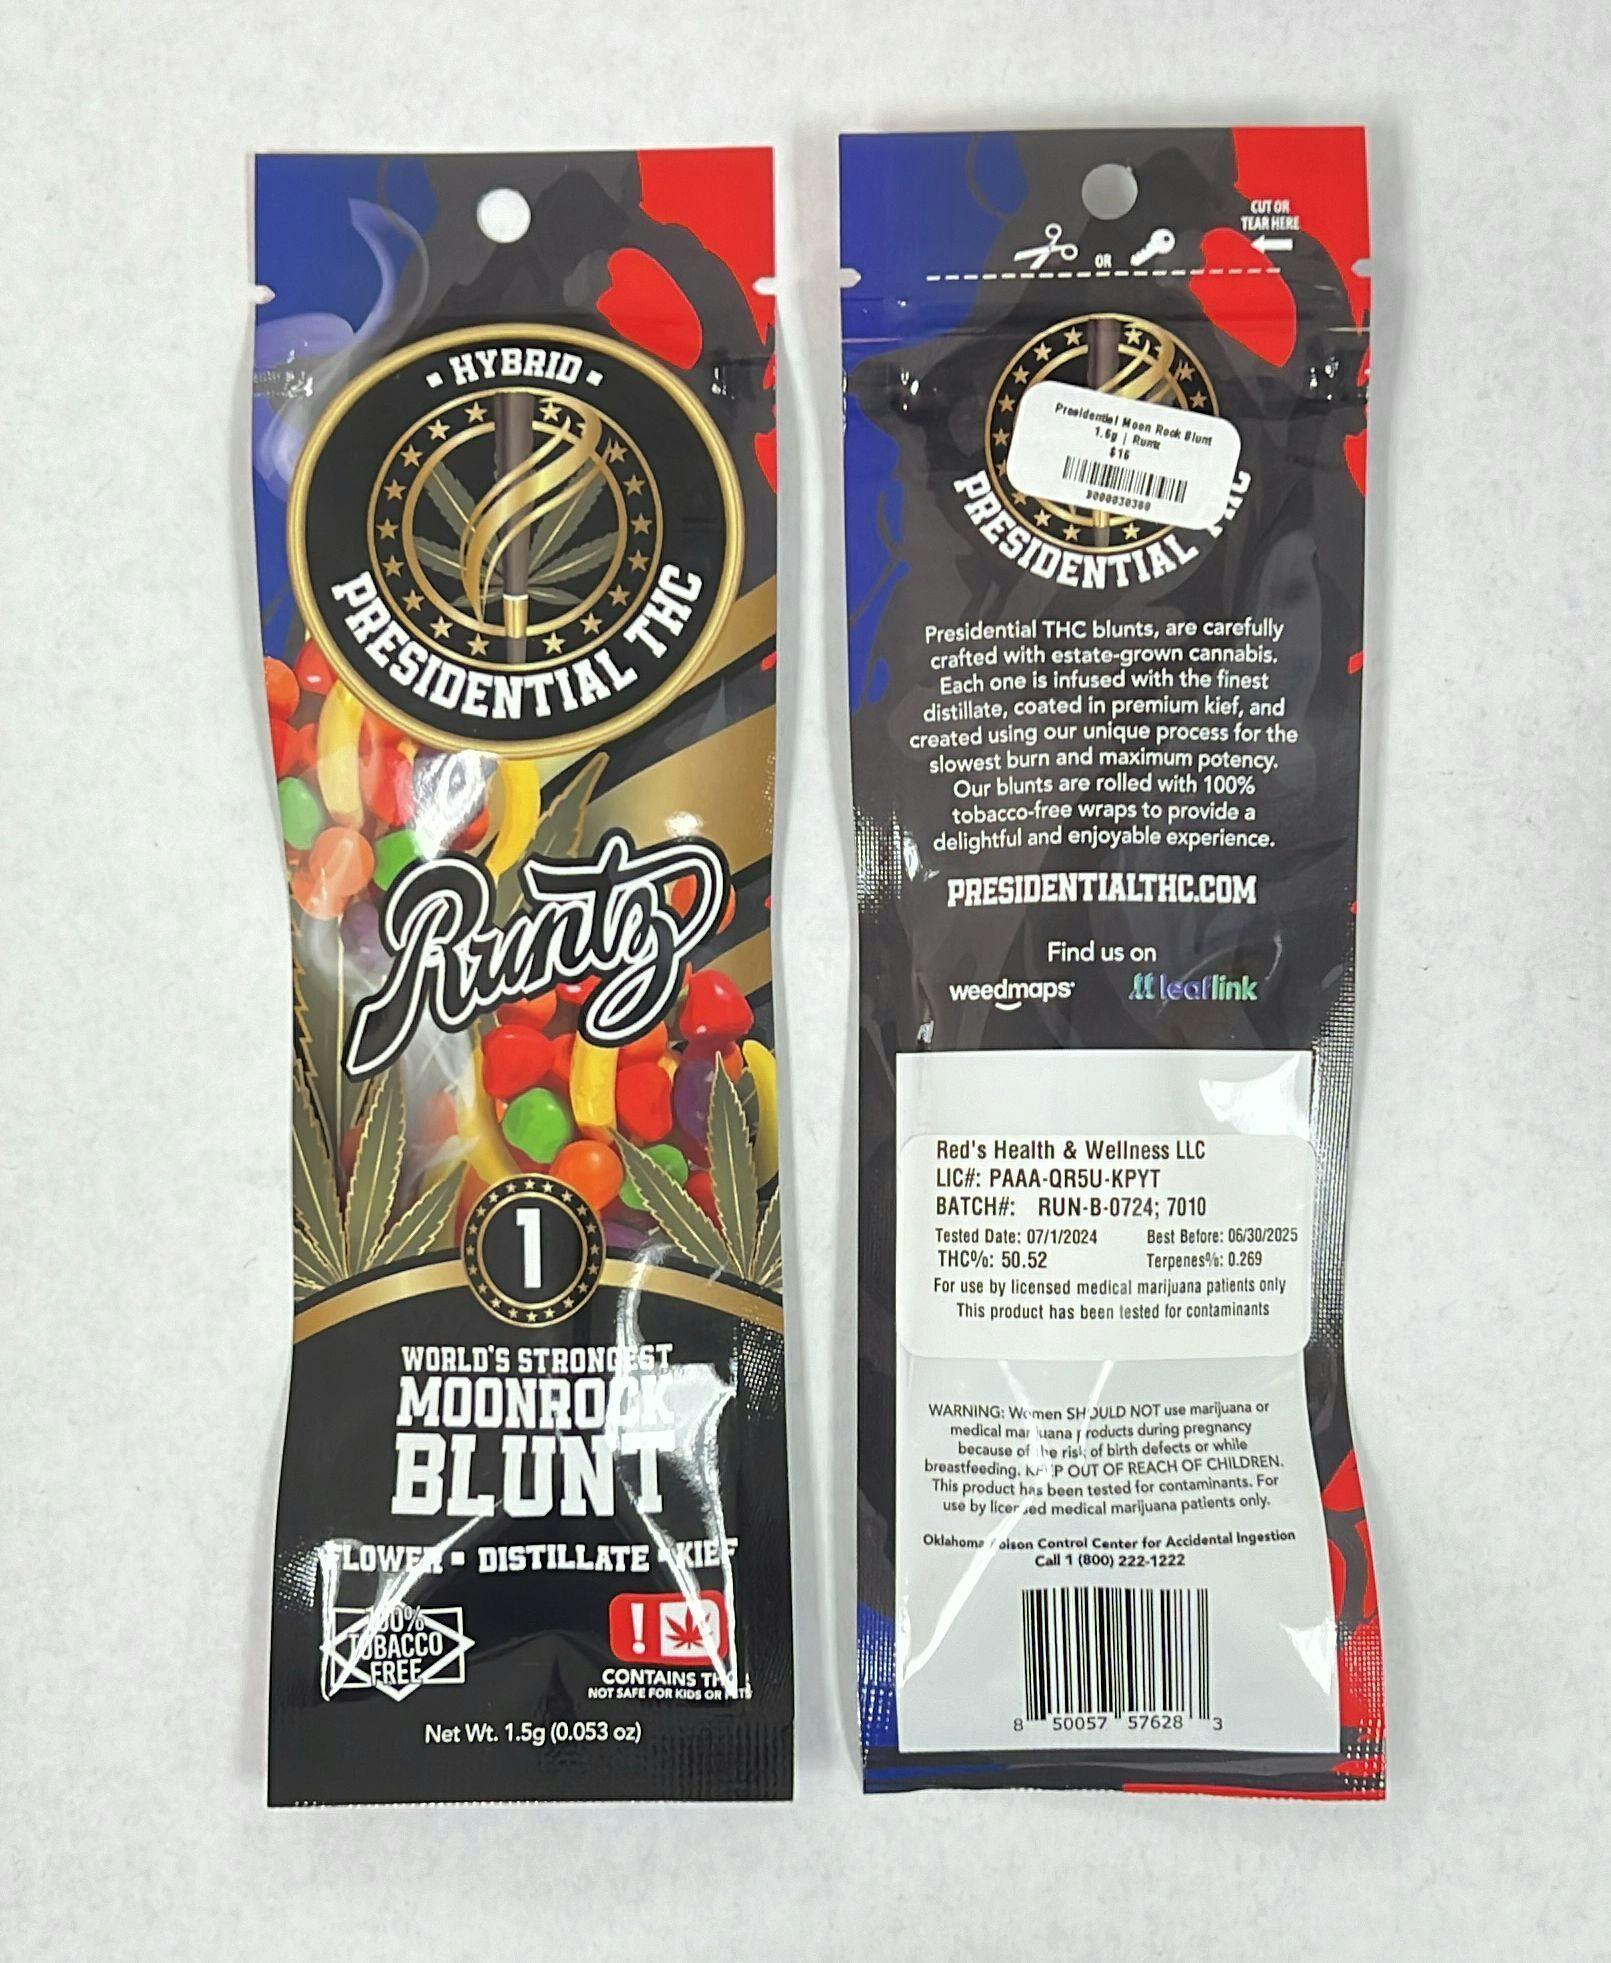 HYBRID
PRESIDENTIAL THC
Runtz
1
WORLD'S STRONGEST
MOONROCK
BLUNT
FLOWER ▪ DISTILLATE ▪ KIEF
100%
TOBACCO
FREE
!
CONTAINS THC
NOT SAFE FOR KIDS OR PETS
Net Wt. 1.5g (0.053 oz)
CUT OR
TEAR HERE
OR
Presidential Moon Rock Blunt
1.5g | Runtz
$16
PRESIDENTIAL THC
Presidential THC blunts, are carefully
crafted with estate-grown cannabis.
Each one is infused with the finest
distillate, coated in premium kief, and
created using our unique process for the
slowest burn and maximum potency.
Our blunts are rolled with 100%
tobacco-free wraps to provide a
delightful and enjoyable experience.
PRESIDENTIALTHC.COM
Find us on
weedmaps leaflink
Red's Health & Wellness LLC
LIC#: PAAA-QR5U-KPYT
BATCH#: RUN-B-0724; 7010
Tested Date: 07/1/2024 Best Before: 06/30/2025
THC%: 50.52 Terpenes%: 0.269
For use by licensed medical marijuana patients only
This product has been tested for contaminants
WARNING: Women SHOULD NOT use marijuana or
medical marijuana products during pregnancy
because of the risk of birth defects or while
breastfeeding. KEEP OUT OF REACH OF CHILDREN.
This product has been tested for contaminants. For
use by licensed medical marijuana patients only.
Oklahoma Poison Control Center for Accidental Ingestion
Call 1 (800) 222-1222
8 50057 57628 3